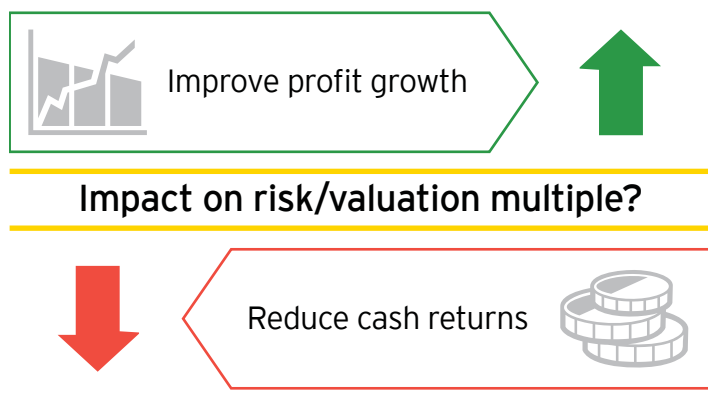 Improve profit growth
Impact on risk/valuation multiple?
Reduce cash returns